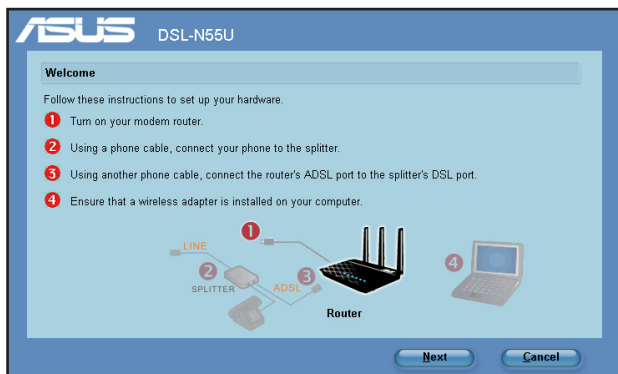 ASUS DSL-N55U
Welcome
Follow these instructions to set up your hardware.
1 Turn on your modem router.
2 Using a phone cable, connect your phone to the splitter.
3 Using another phone cable, connect the router's ADSL port to the splitter's DSL port.
4 Ensure that a wireless adapter is installed on your computer.
1
LINE
2
3
4
SPLITTER
ADSL
Router
Next Cancel